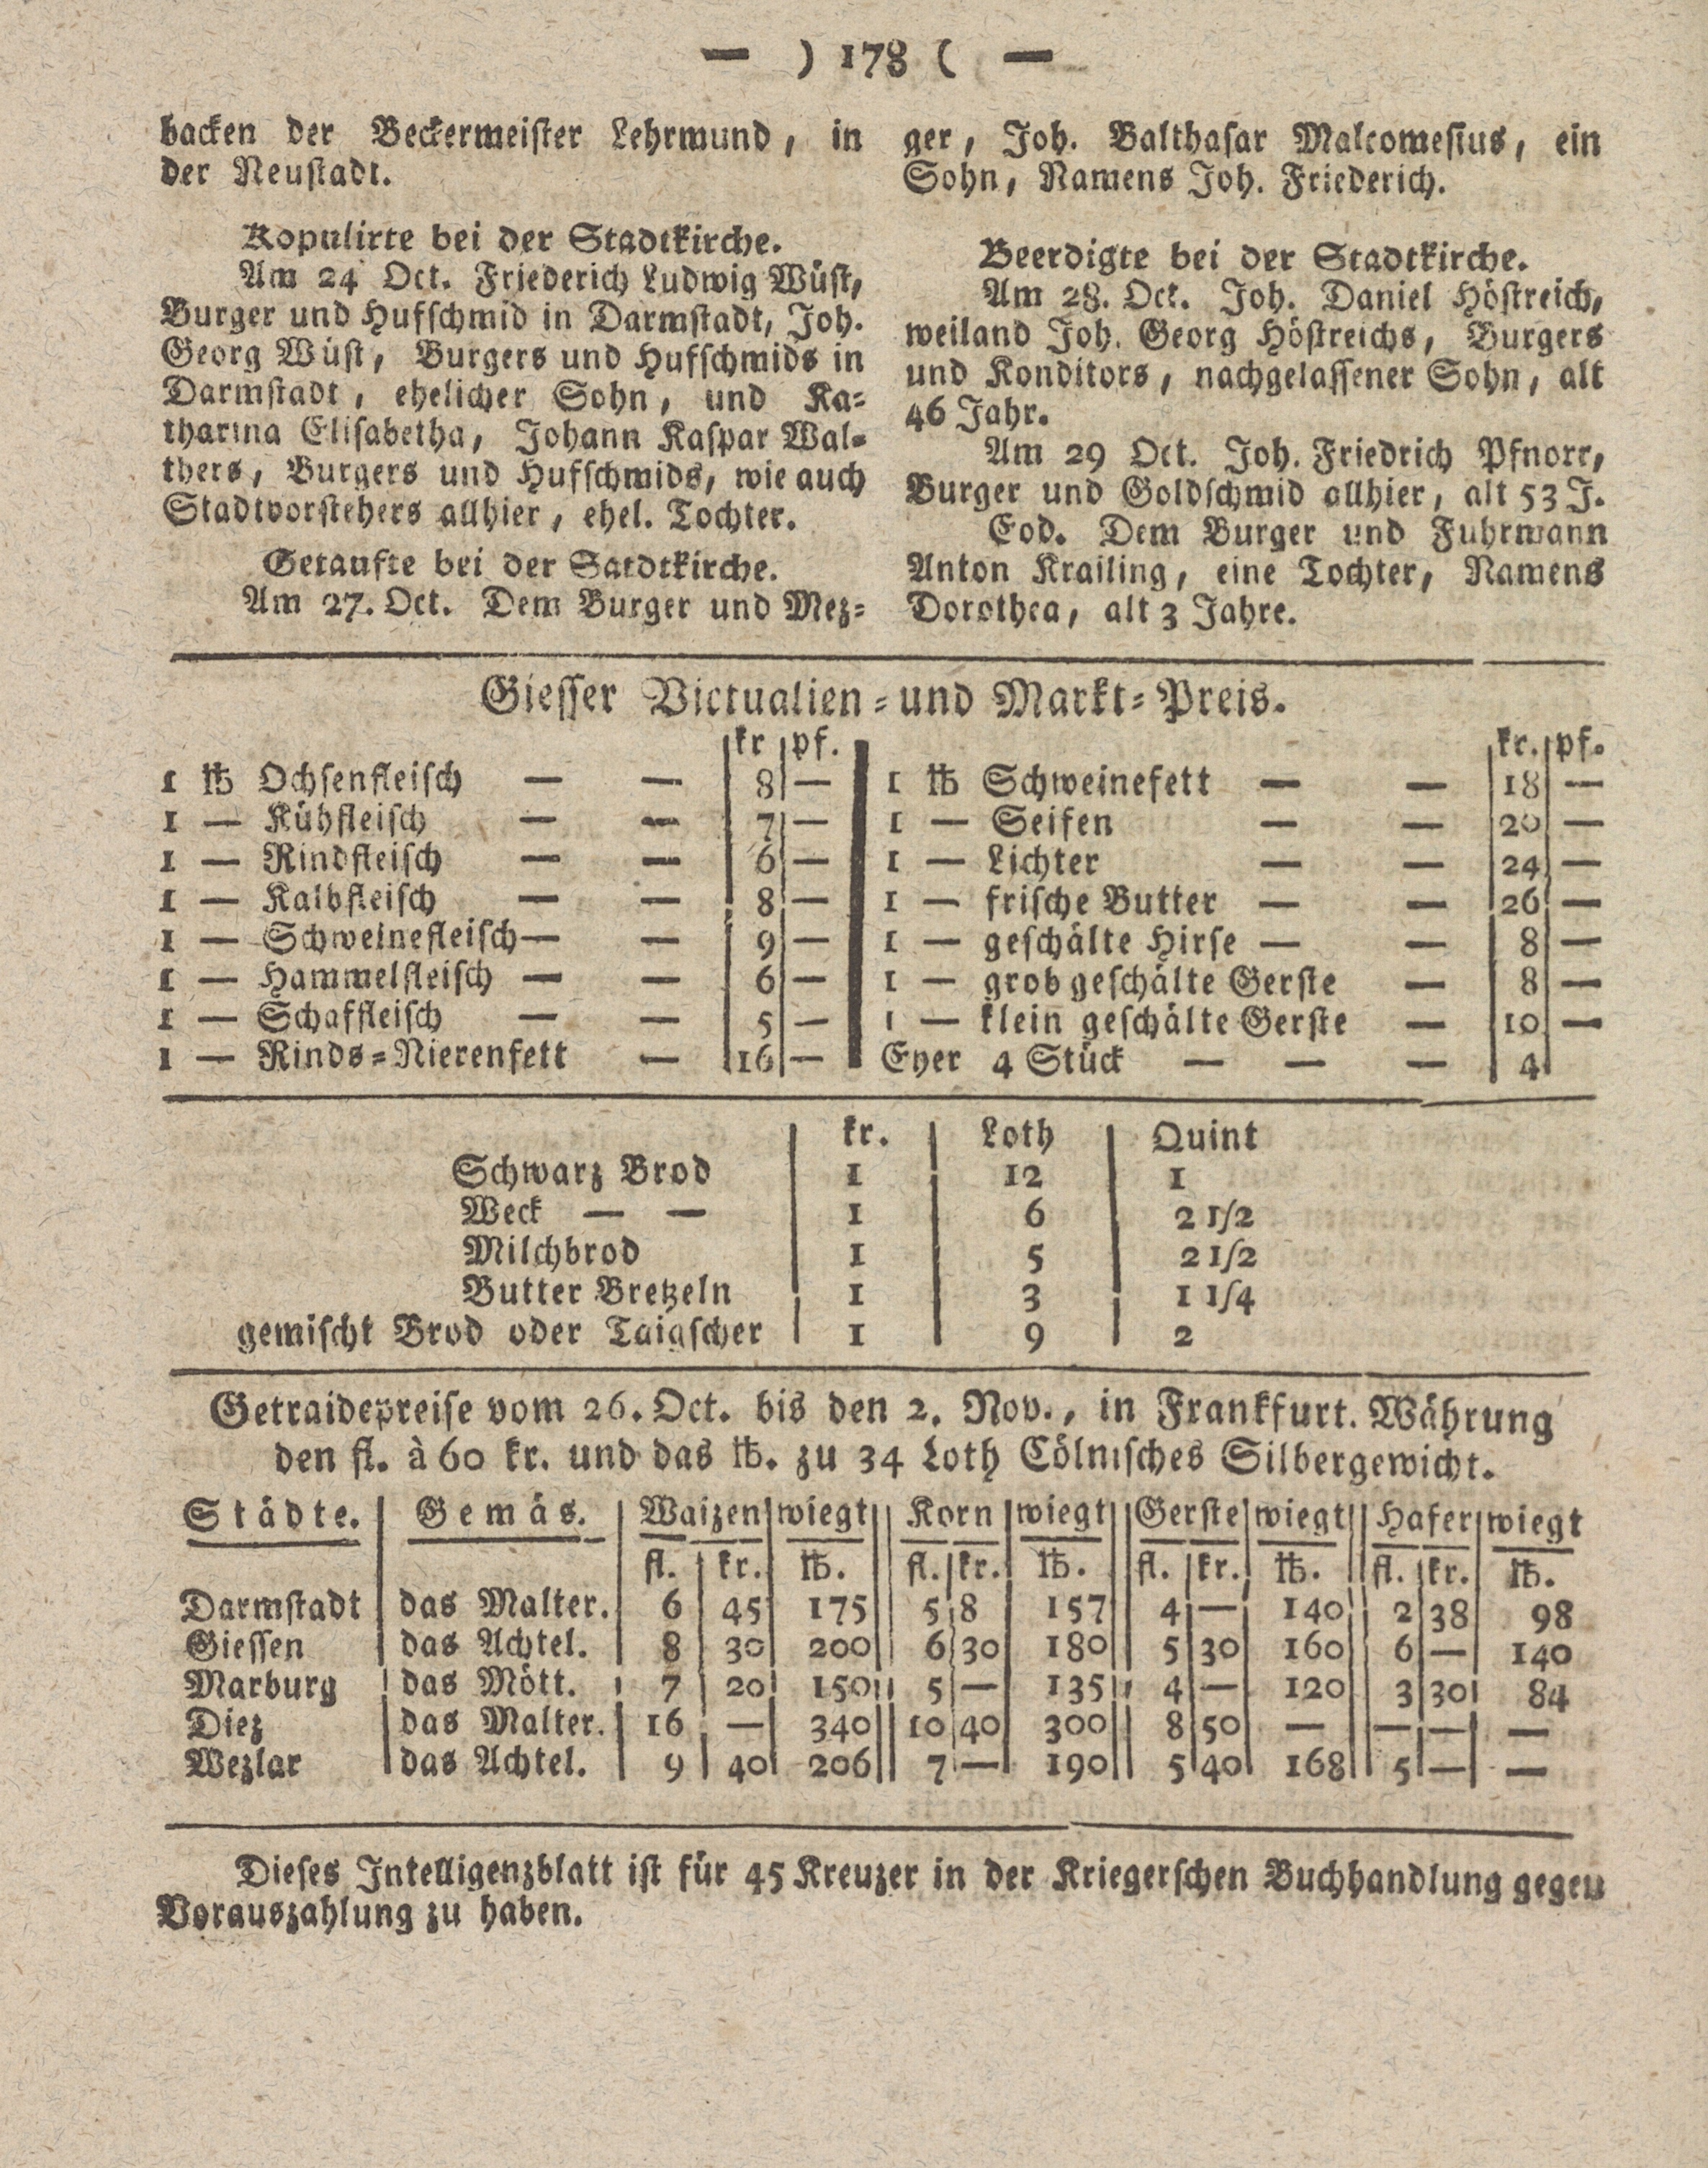 — ) 178 ( —
backen der Beckermeister Lehrmund, in
der Neustadt.
Kopulirte bei der Stadtkirche.
Am 24 Oct. Friederich Ludwig Wüst,
Burger und Hufschmid in Darmstadt, Joh.
Georg Wüst, Burgers und Hufschmids in
Darmstadt, ehelicher Sohn, und Ka-
tharina Elisabetha, Johann Kaspar Wal-
thers, Burgers und Hufschmids, wie auch
Stadtvorstehers allhier, ehel. Tochter.
Getaufte bei der Satdtkirche.
Am 27. Oct. Dem Burger und Mez-
ger, Joh. Balthasar Malcomesius, ein
Sohn, Namens Joh. Friederich.
Beerdigte bei der Stadtkirche.
Am 28. Oct. Joh. Daniel Höstreich,
weiland Joh. Georg Höstreichs, Burgers
und Konditors, nachgelassener Sohn, alt
46 Jahr.
Am 29 Oct. Joh. Friedrich Pfnorr,
Burger und Goldschmid allhier, alt 53 J.
Eod. Dem Burger und Fuhrmann
Anton Krailing, eine Tochter, Namens
Dorothea, alt 3 Jahre.
Giesser Victualien- und Markt-Preis.
kr pf.
1 ℔ Ochsenfleisch — — 8 —
1 — Kühfleisch — — 7 —
1 — Rindfleisch — — 6 —
1 — Kalbfleisch — — 8 —
1 — Schweinefleisch — — 9 —
1 — Hammelfleisch — — 6 —
1 — Schaffleisch — — 5 —
1 — Rinds-Nierenfett — 16 —
kr. pf.
1 ℔ Schweinefett — — 18 —
1 — Seifen — — 20 —
1 — Lichter — — 24 —
1 — frische Butter — — 26 —
1 — geschälte Hirse — — 8 —
1 — grob geschälte Gerste — 8 —
1 — klein geschälte Gerste — 10 —
Eyer 4 Stück — — — 4
kr. Loth Quint
Schwarz Brod 1 12 1
Weck — — 1 6 2 1/2
Milchbrod 1 5 2 1/2
Butter Bretzeln 1 3 1 1/4
gemischt Brod oder Taigscher 1 9 2
Getraidepreise vom 26. Oct. bis den 2. Nov., in Frankfurt. Währung
den fl. à 60 kr. und das ℔. zu 34 Loth Cölnisches Silbergewicht.
Städte. Gemäs. Waizen wiegt Korn wiegt Gerste wiegt Hafer wiegt
fl. kr. ℔. fl. kr. ℔. fl. kr. ℔. fl. kr. ℔.
Darmstadt das Malter. 6 45 175 5 8 157 4 — 140 2 38 98
Giessen das Achtel. 8 30 200 6 30 180 5 30 160 6 — 140
Marburg das Mött. 7 20 150 5 — 135 4 — 120 3 30 84
Diez das Malter. 16 — 340 10 40 300 8 50 — — — —
Wezlar das Achtel. 9 40 206 7 — 190 5 40 168 5 — —
Dieses Intelligenzblatt ist für 45 Kreuzer in der Kriegerschen Buchhandlung gegen
Vorauszahlung zu haben.